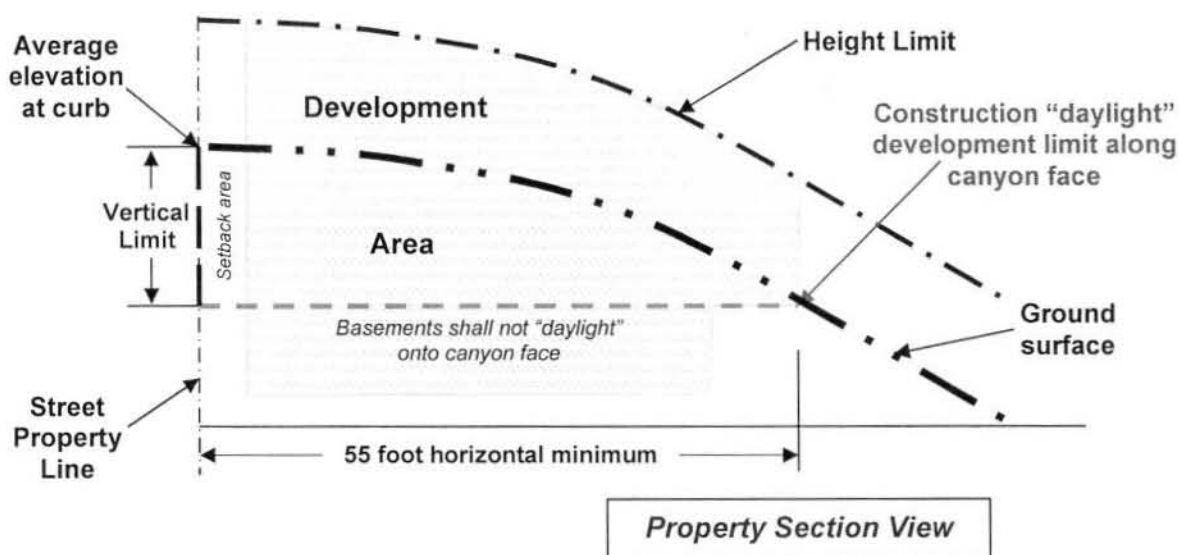 Average
elevation
at curb
Height Limit
Development
Construction “daylight”
development limit along
canyon face
Vertical
Limit
Setback area
Area
Basements shall not “daylight”
onto canyon face
Ground
surface
Street
Property
Line
55 foot horizontal minimum
Property Section View